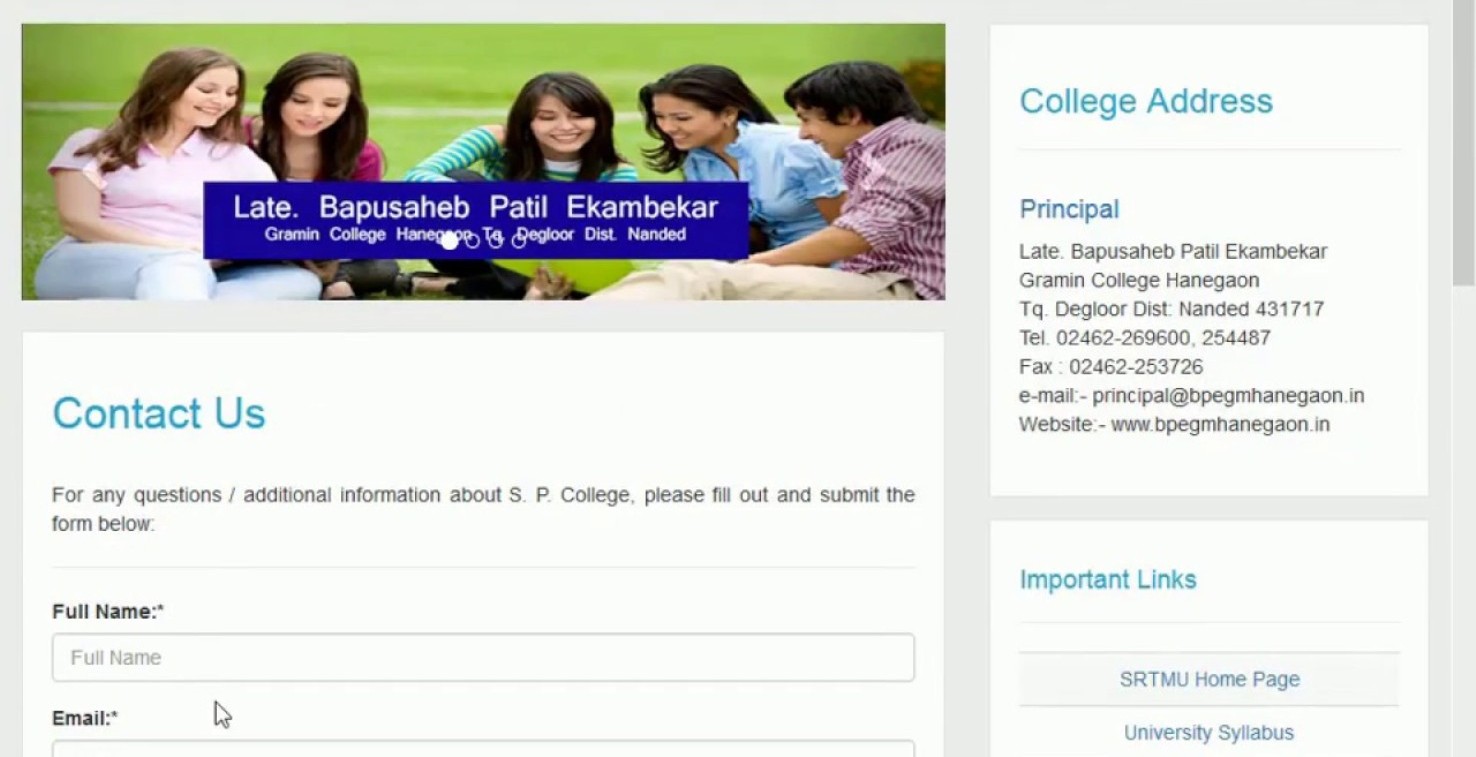 Late. Bapusaheb Patil Ekambekar
Gramin College Hanegaon Tq. Degloor Dist. Nanded
Contact Us
For any questions / additional information about S. P. College, please fill out and submit the
form below:
Full Name:*
Full Name
Email:*
College Address
Principal
Late. Bapusaheb Patil Ekambekar
Gramin College Hanegaon
Tq. Degloor Dist: Nanded 431717
Tel. 02462-269600, 254487
Fax : 02462-253726
e-mail:- principal@bpegmhanegaon.in
Website:- www.bpegmhanegaon.in
Important Links
SRTMU Home Page
University Syllabus